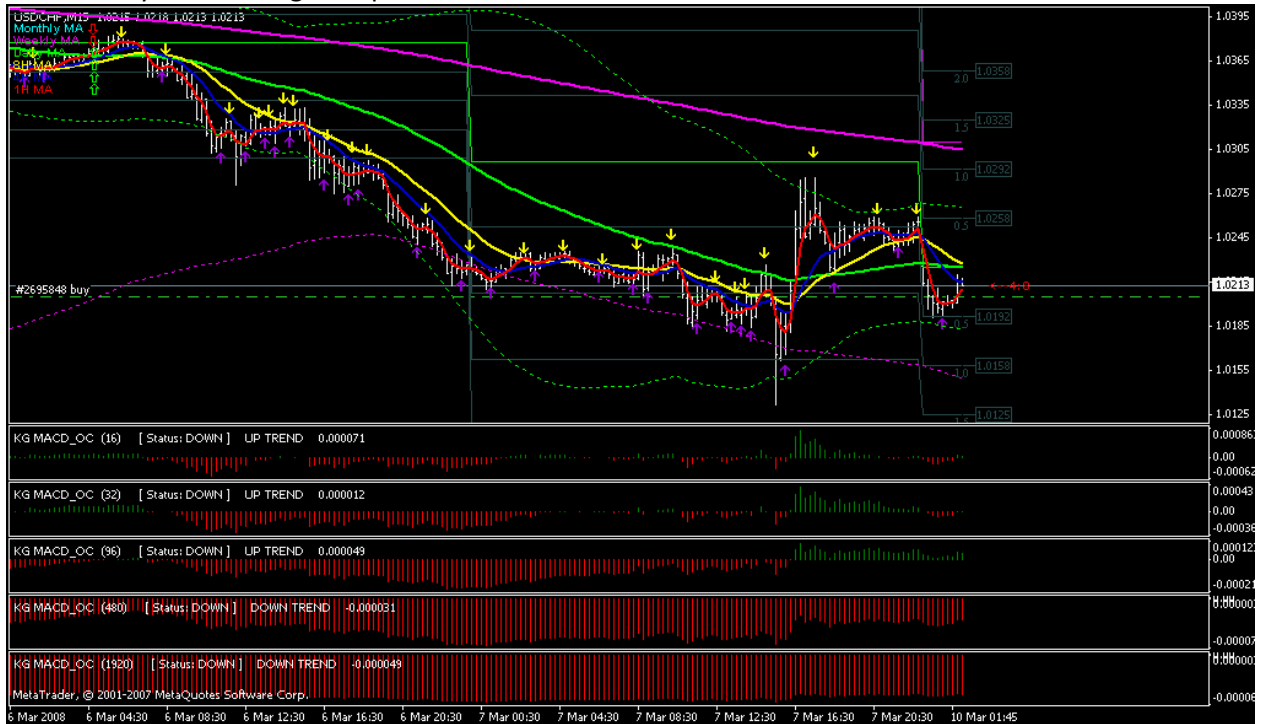 USDCHF,M15 1.0215 1.0218 1.0213 1.0213
Monthly MA
Weekly MA
Daily MA
8H MA
1H MA
#2695848 buy
2.0 1.0358
1.5 1.0325
1.0 1.0292
0.5 1.0258
0.5 1.0192
1.0 1.0158
1.0125
1.0395
1.0365
1.0335
1.0305
1.0275
1.0245
1.0213
1.0185
1.0155
1.0125
KG MACD_OC (16) [ Status: DOWN ] UP TREND 0.000071
0.00
-0.00062
KG MACD_OC (32) [ Status: DOWN ] UP TREND 0.000012
0.00043
0.00
-0.00036
KG MACD_OC (96) [ Status: DOWN ] UP TREND 0.000049
0.00
-0.00021
KG MACD_OC (480) [ Status: DOWN ] DOWN TREND -0.000031
-0.00007
KG MACD_OC (1920) [ Status: DOWN ] DOWN TREND -0.000049
-0.00006
MetaTrader, © 2001-2007 MetaQuotes Software Corp.
6 Mar 2008 6 Mar 04:30 6 Mar 08:30 6 Mar 12:30 6 Mar 16:30 6 Mar 20:30 7 Mar 00:30 7 Mar 04:30 7 Mar 08:30 7 Mar 12:30 7 Mar 16:30 7 Mar 20:30 10 Mar 01:45